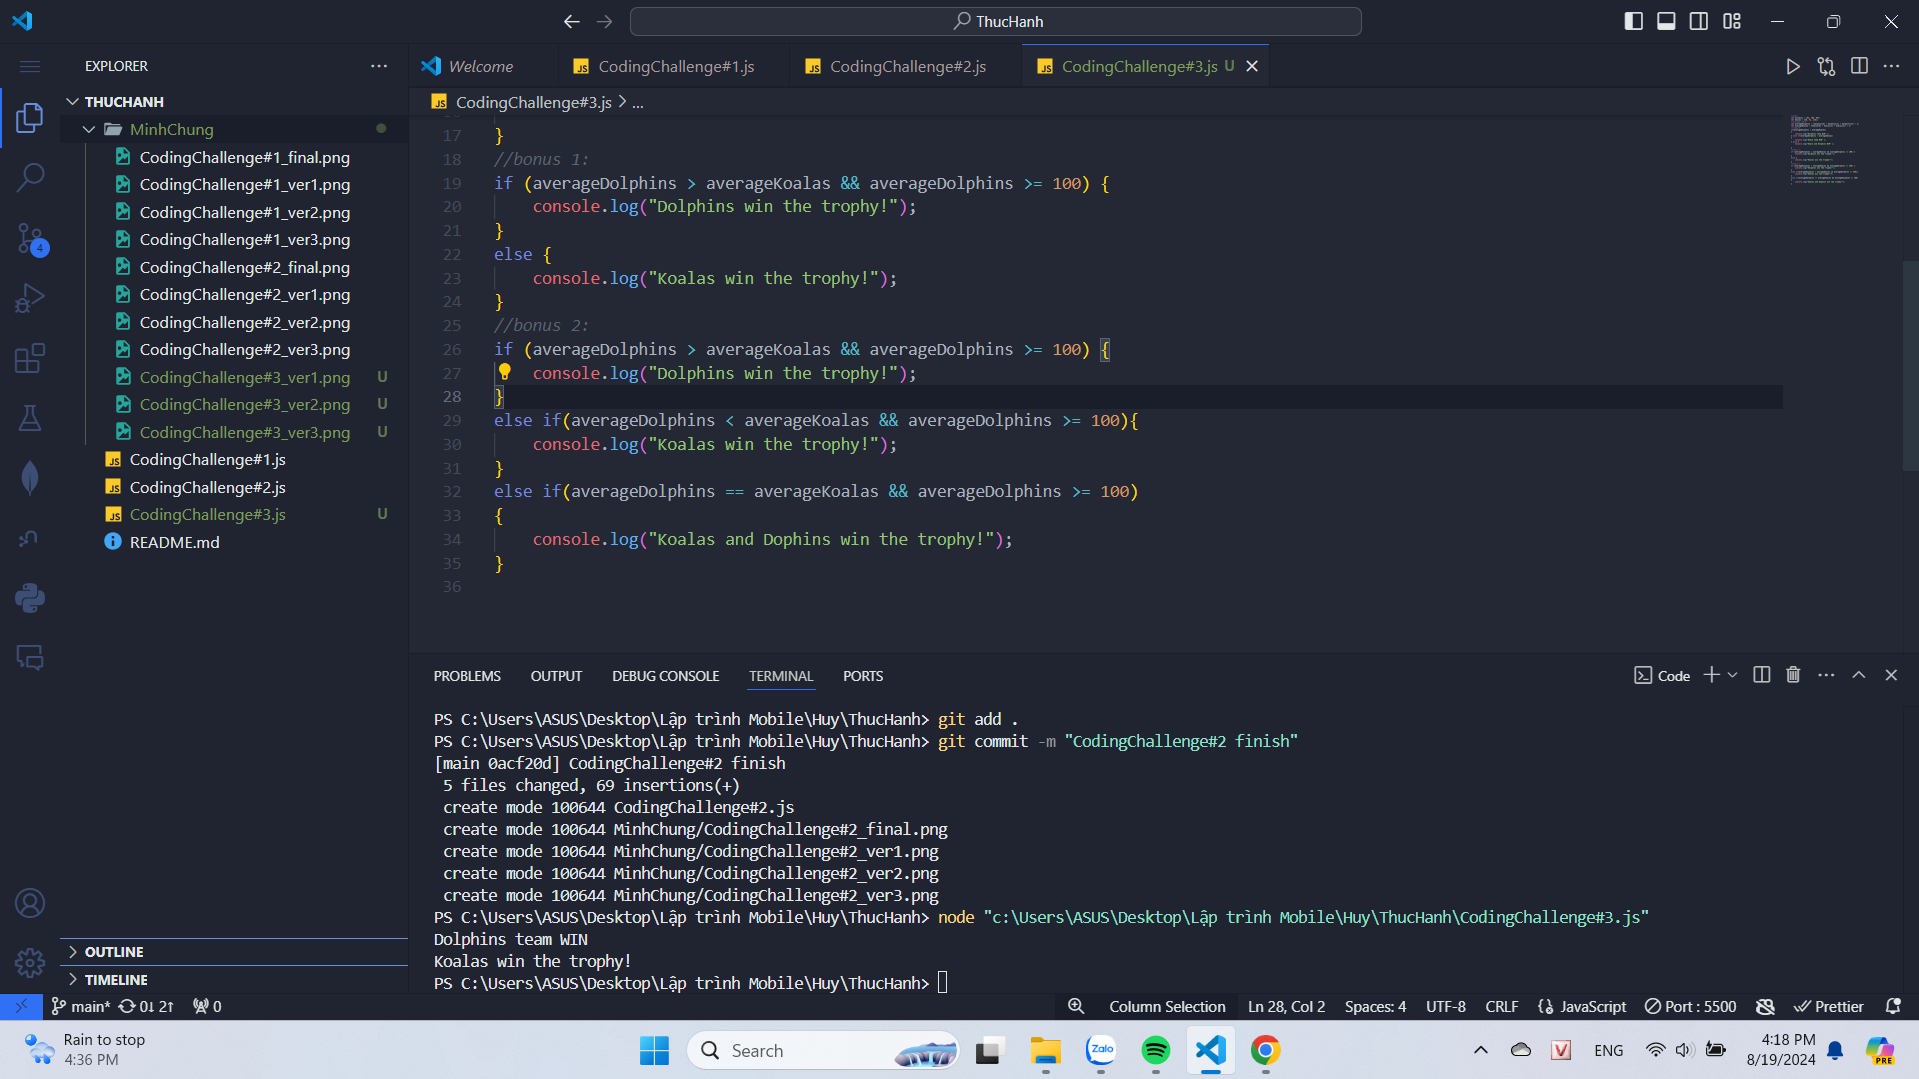 ThucHanh
EXPLORER
THUCHANH
MinhChung
CodingChallenge#1_final.png
CodingChallenge#1_ver1.png
CodingChallenge#1_ver2.png
CodingChallenge#1_ver3.png
CodingChallenge#2_final.png
CodingChallenge#2_ver1.png
CodingChallenge#2_ver2.png
CodingChallenge#2_ver3.png
CodingChallenge#3_ver1.png U
CodingChallenge#3_ver2.png U
CodingChallenge#3_ver3.png U
JS CodingChallenge#1.js
JS CodingChallenge#2.js
JS CodingChallenge#3.js U
README.md
OUTLINE
TIMELINE
4
Welcome JS CodingChallenge#1.js JS CodingChallenge#2.js JS CodingChallenge#3.js U
JS CodingChallenge#3.js > ...
17 }
18 //bonus 1:
19 if (averageDolphins > averageKoalas && averageDolphins >= 100) {
20 console.log("Dolphins win the trophy!");
21 }
22 else {
23 console.log("Koalas win the trophy!");
24 }
25 //bonus 2:
26 if (averageDolphins > averageKoalas && averageDolphins >= 100) {
27 console.log("Dolphins win the trophy!");
28 }
29 else if(averageDolphins < averageKoalas && averageDolphins >= 100){
30 console.log("Koalas win the trophy!");
31 }
32 else if(averageDolphins == averageKoalas && averageDolphins >= 100)
33 {
34 console.log("Koalas and Dophins win the trophy!");
35 }
36
PROBLEMS OUTPUT DEBUG CONSOLE TERMINAL PORTS Code
PS C:\Users\ASUS\Desktop\Lập trình Mobile\Huy\ThucHanh> git add .
PS C:\Users\ASUS\Desktop\Lập trình Mobile\Huy\ThucHanh> git commit -m "CodingChallenge#2 finish"
[main 0acf20d] CodingChallenge#2 finish
5 files changed, 69 insertions(+)
create mode 100644 CodingChallenge#2.js
create mode 100644 MinhChung/CodingChallenge#2_final.png
create mode 100644 MinhChung/CodingChallenge#2_ver1.png
create mode 100644 MinhChung/CodingChallenge#2_ver2.png
create mode 100644 MinhChung/CodingChallenge#2_ver3.png
PS C:\Users\ASUS\Desktop\Lập trình Mobile\Huy\ThucHanh> node "c:\Users\ASUS\Desktop\Lập trình Mobile\Huy\ThucHanh\CodingChallenge#3.js"
Dolphins team WIN
Koalas win the trophy!
PS C:\Users\ASUS\Desktop\Lập trình Mobile\Huy\ThucHanh>
main* 0↓ 2↑ 0 Column Selection Ln 28, Col 2 Spaces: 4 UTF-8 CRLF {} JavaScript Port : 5500 Prettier
Rain to stop
4:36 PM
Search
Zalo
V
ENG
4:18 PM
8/19/2024
PRE